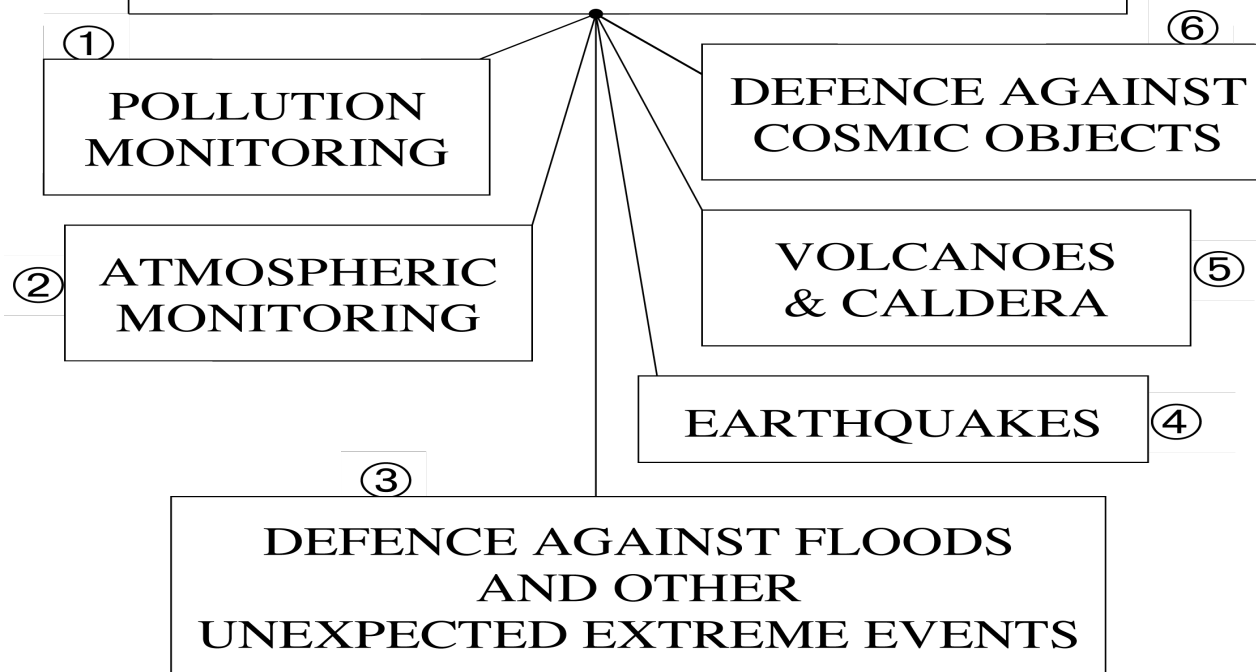 ①
POLLUTION
MONITORING
②
ATMOSPHERIC
MONITORING
③
DEFENCE AGAINST FLOODS
AND OTHER
UNEXPECTED EXTREME EVENTS
④
EARTHQUAKES
⑤
VOLCANOES
& CALDERA
⑥
DEFENCE AGAINST
COSMIC OBJECTS